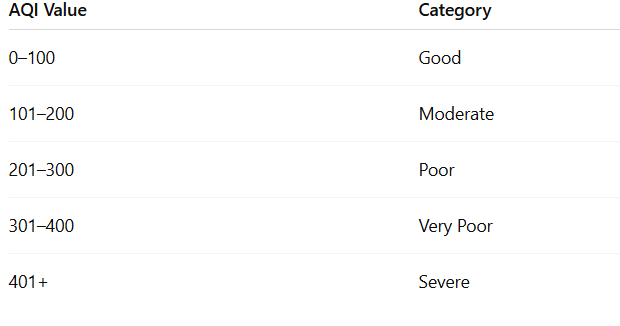 AQI Value Category
0–100 Good
101–200 Moderate
201–300 Poor
301–400 Very Poor
401+ Severe